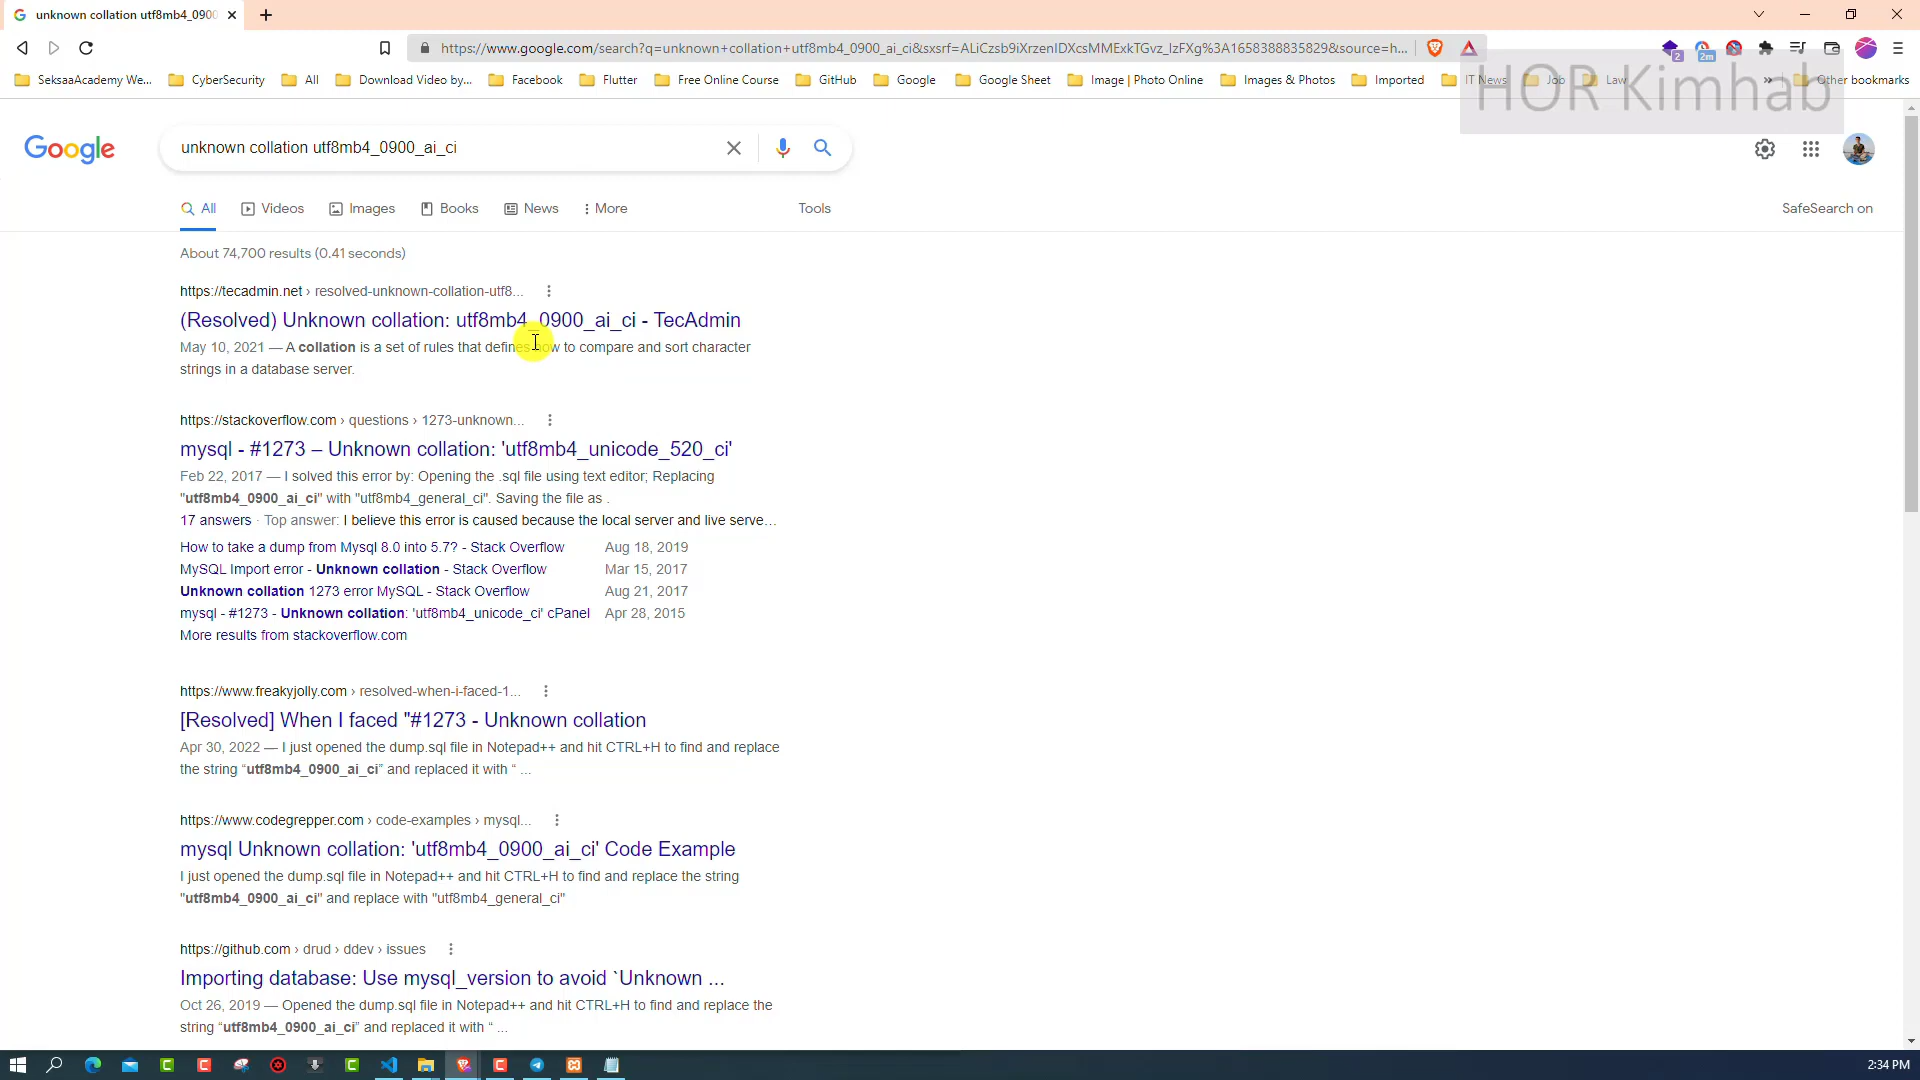 unknown collation utf8mb4_0900
https://www.google.com/search?q=unknown+collation+utf8mb4_0900_ai_ci&sxsrf=ALiCzsb9iXrzenIDXcsMMExkTGvz_lzFXg%3A1658388835829&source=h...
2
2m
SeksaaAcademy We...
CyberSecurity
All
Download Video by...
Facebook
Flutter
Free Online Course
GitHub
Google
Google Sheet
Image | Photo Online
Images & Photos
Imported
IT News
Job
Law
»
Other bookmarks
HOR Kimhab
Google
unknown collation utf8mb4_0900_ai_ci
All
Videos
Images
Books
News
More
Tools
SafeSearch on
About 74,700 results (0.41 seconds)
https://tecadmin.net › resolved-unknown-collation-utf8...
(Resolved) Unknown collation: utf8mb4_0900_ai_ci - TecAdmin
May 10, 2021 — A collation is a set of rules that defines how to compare and sort character
strings in a database server.
https://stackoverflow.com › questions › 1273-unknown...
mysql - #1273 – Unknown collation: 'utf8mb4_unicode_520_ci'
Feb 22, 2017 — I solved this error by: Opening the .sql file using text editor; Replacing
"utf8mb4_0900_ai_ci" with "utf8mb4_general_ci". Saving the file as .
17 answers · Top answer: I believe this error is caused because the local server and live serve...
How to take a dump from Mysql 8.0 into 5.7? - Stack Overflow Aug 18, 2019
MySQL Import error - Unknown collation - Stack Overflow Mar 15, 2017
Unknown collation 1273 error MySQL - Stack Overflow Aug 21, 2017
mysql - #1273 - Unknown collation: 'utf8mb4_unicode_ci' cPanel Apr 28, 2015
More results from stackoverflow.com
https://www.freakyjolly.com › resolved-when-i-faced-1...
[Resolved] When I faced "#1273 - Unknown collation
Apr 30, 2022 — I just opened the dump.sql file in Notepad++ and hit CTRL+H to find and replace
the string “utf8mb4_0900_ai_ci” and replaced it with “ ...
https://www.codegrepper.com › code-examples › mysql...
mysql Unknown collation: 'utf8mb4_0900_ai_ci' Code Example
I just opened the dump.sql file in Notepad++ and hit CTRL+H to find and replace the string
"utf8mb4_0900_ai_ci" and replace with "utf8mb4_general_ci"
https://github.com › drud › ddev › issues
Importing database: Use mysql_version to avoid `Unknown ...
Oct 26, 2019 — Opened the dump.sql file in Notepad++ and hit CTRL+H to find and replace the
string “utf8mb4_0900_ai_ci” and replaced it with “ ...
2:34 PM